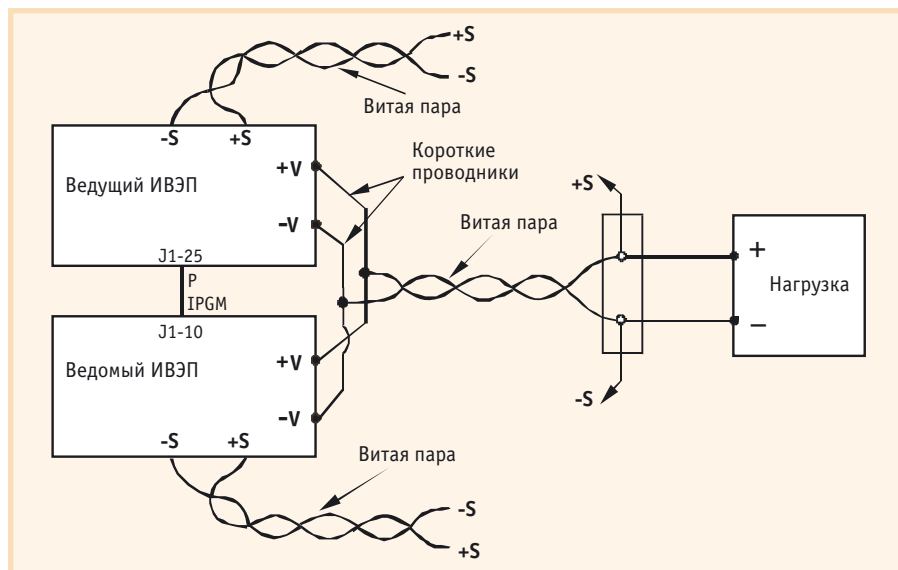 +S
-S
Витая пара
-S +S
Короткие
проводники
+V
Ведущий ИВЭП
-V
J1-25
P
IPGM
J1-10
+S
Витая пара
+
Нагрузка
–
-S
+V
Ведомый ИВЭП
-V
-S +S
Витая пара
-S
+S